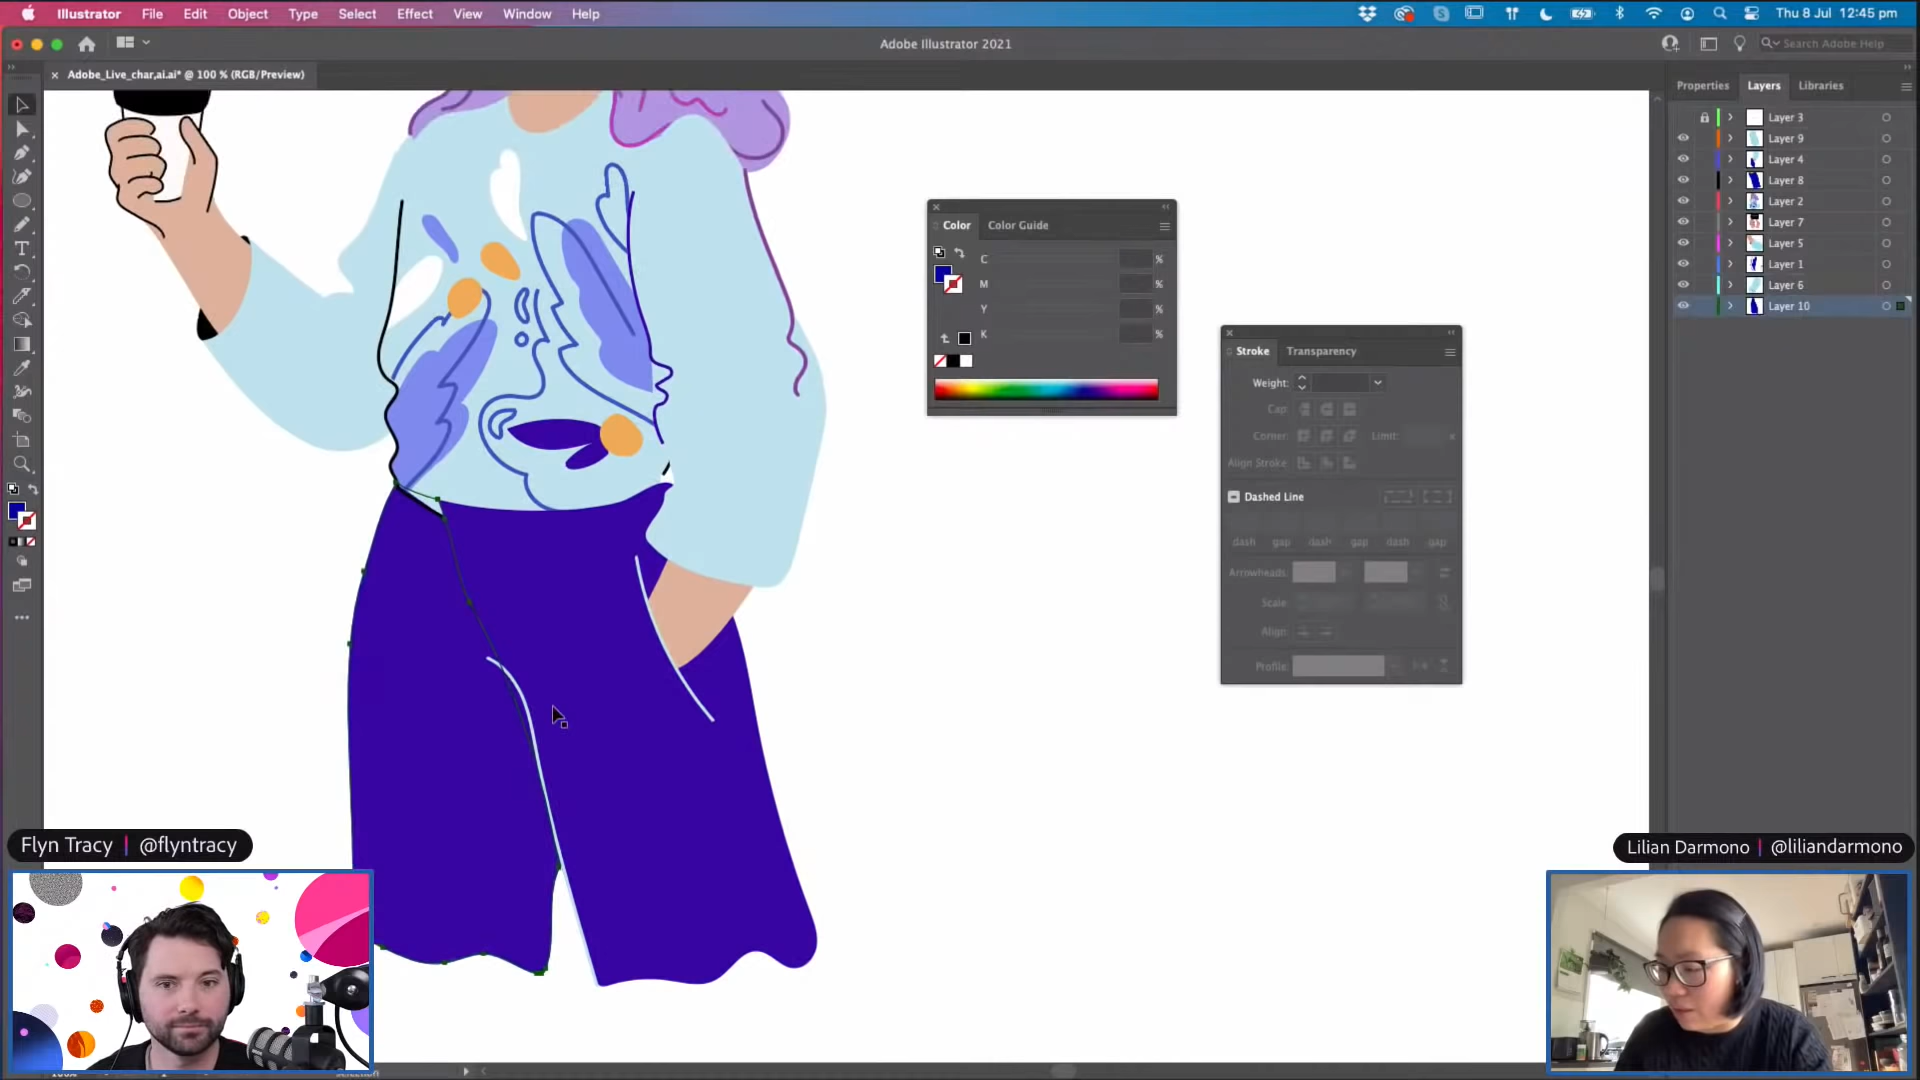 Illustrator File Edit Object Type Select Effect View Window Help
Thu 8 Jul 12:45 pm
Adobe Illustrator 2021
Search Adobe Help
Adobe_Live_char,ai.ai* @ 100 % (RGB/Preview)
Properties Layers Libraries
Layer 3
Layer 9
Layer 4
Layer 8
Layer 2
Layer 7
Layer 5
Layer 1
Layer 6
Layer 10
Color Color Guide
C %
M %
Y %
K %
Stroke Transparency
Weight:
Cap:
Corner: Limit: x
Align Stroke:
Dashed Line
dash gap dash gap dash gap
Arrowheads:
Scale:
Align:
Profile:
Flyn Tracy | @flyntracy
Lilian Darmono | @liliandarmono